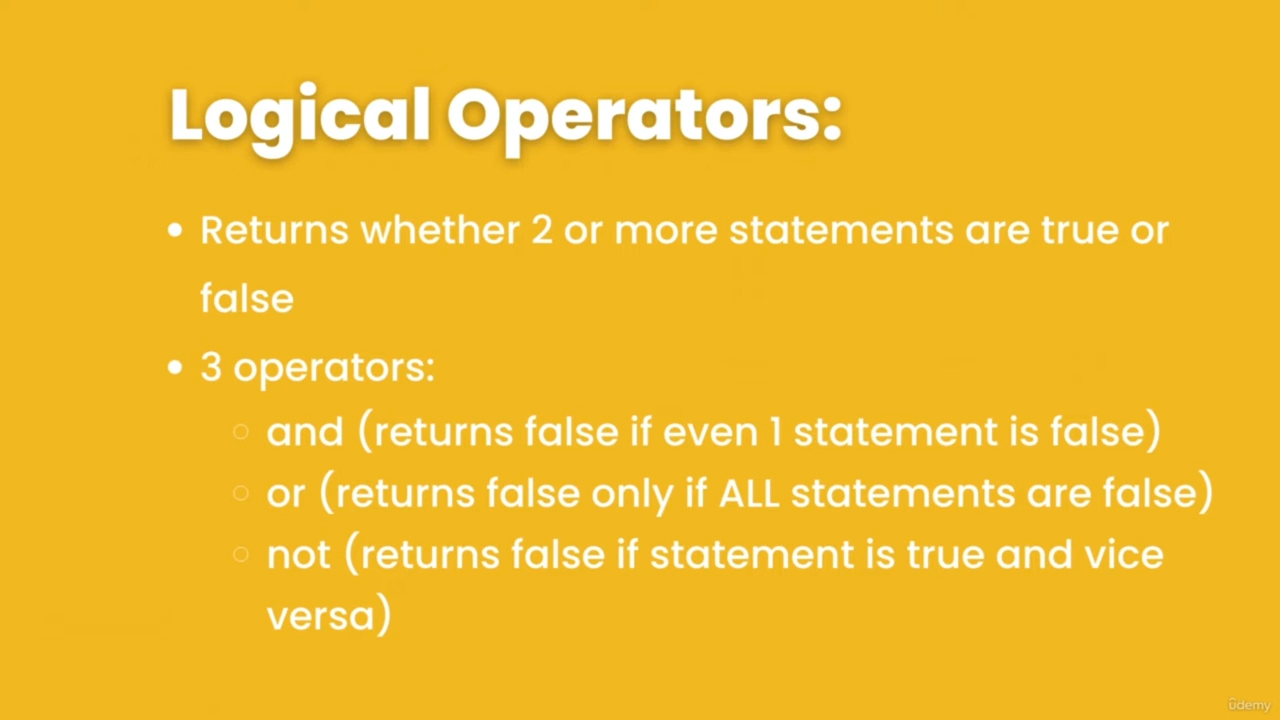 Logical Operators:
• Returns whether 2 or more statements are true or
false
• 3 operators:
○ and (returns false if even 1 statement is false)
○ or (returns false only if ALL statements are false)
○ not (returns false if statement is true and vice
versa)
udemy